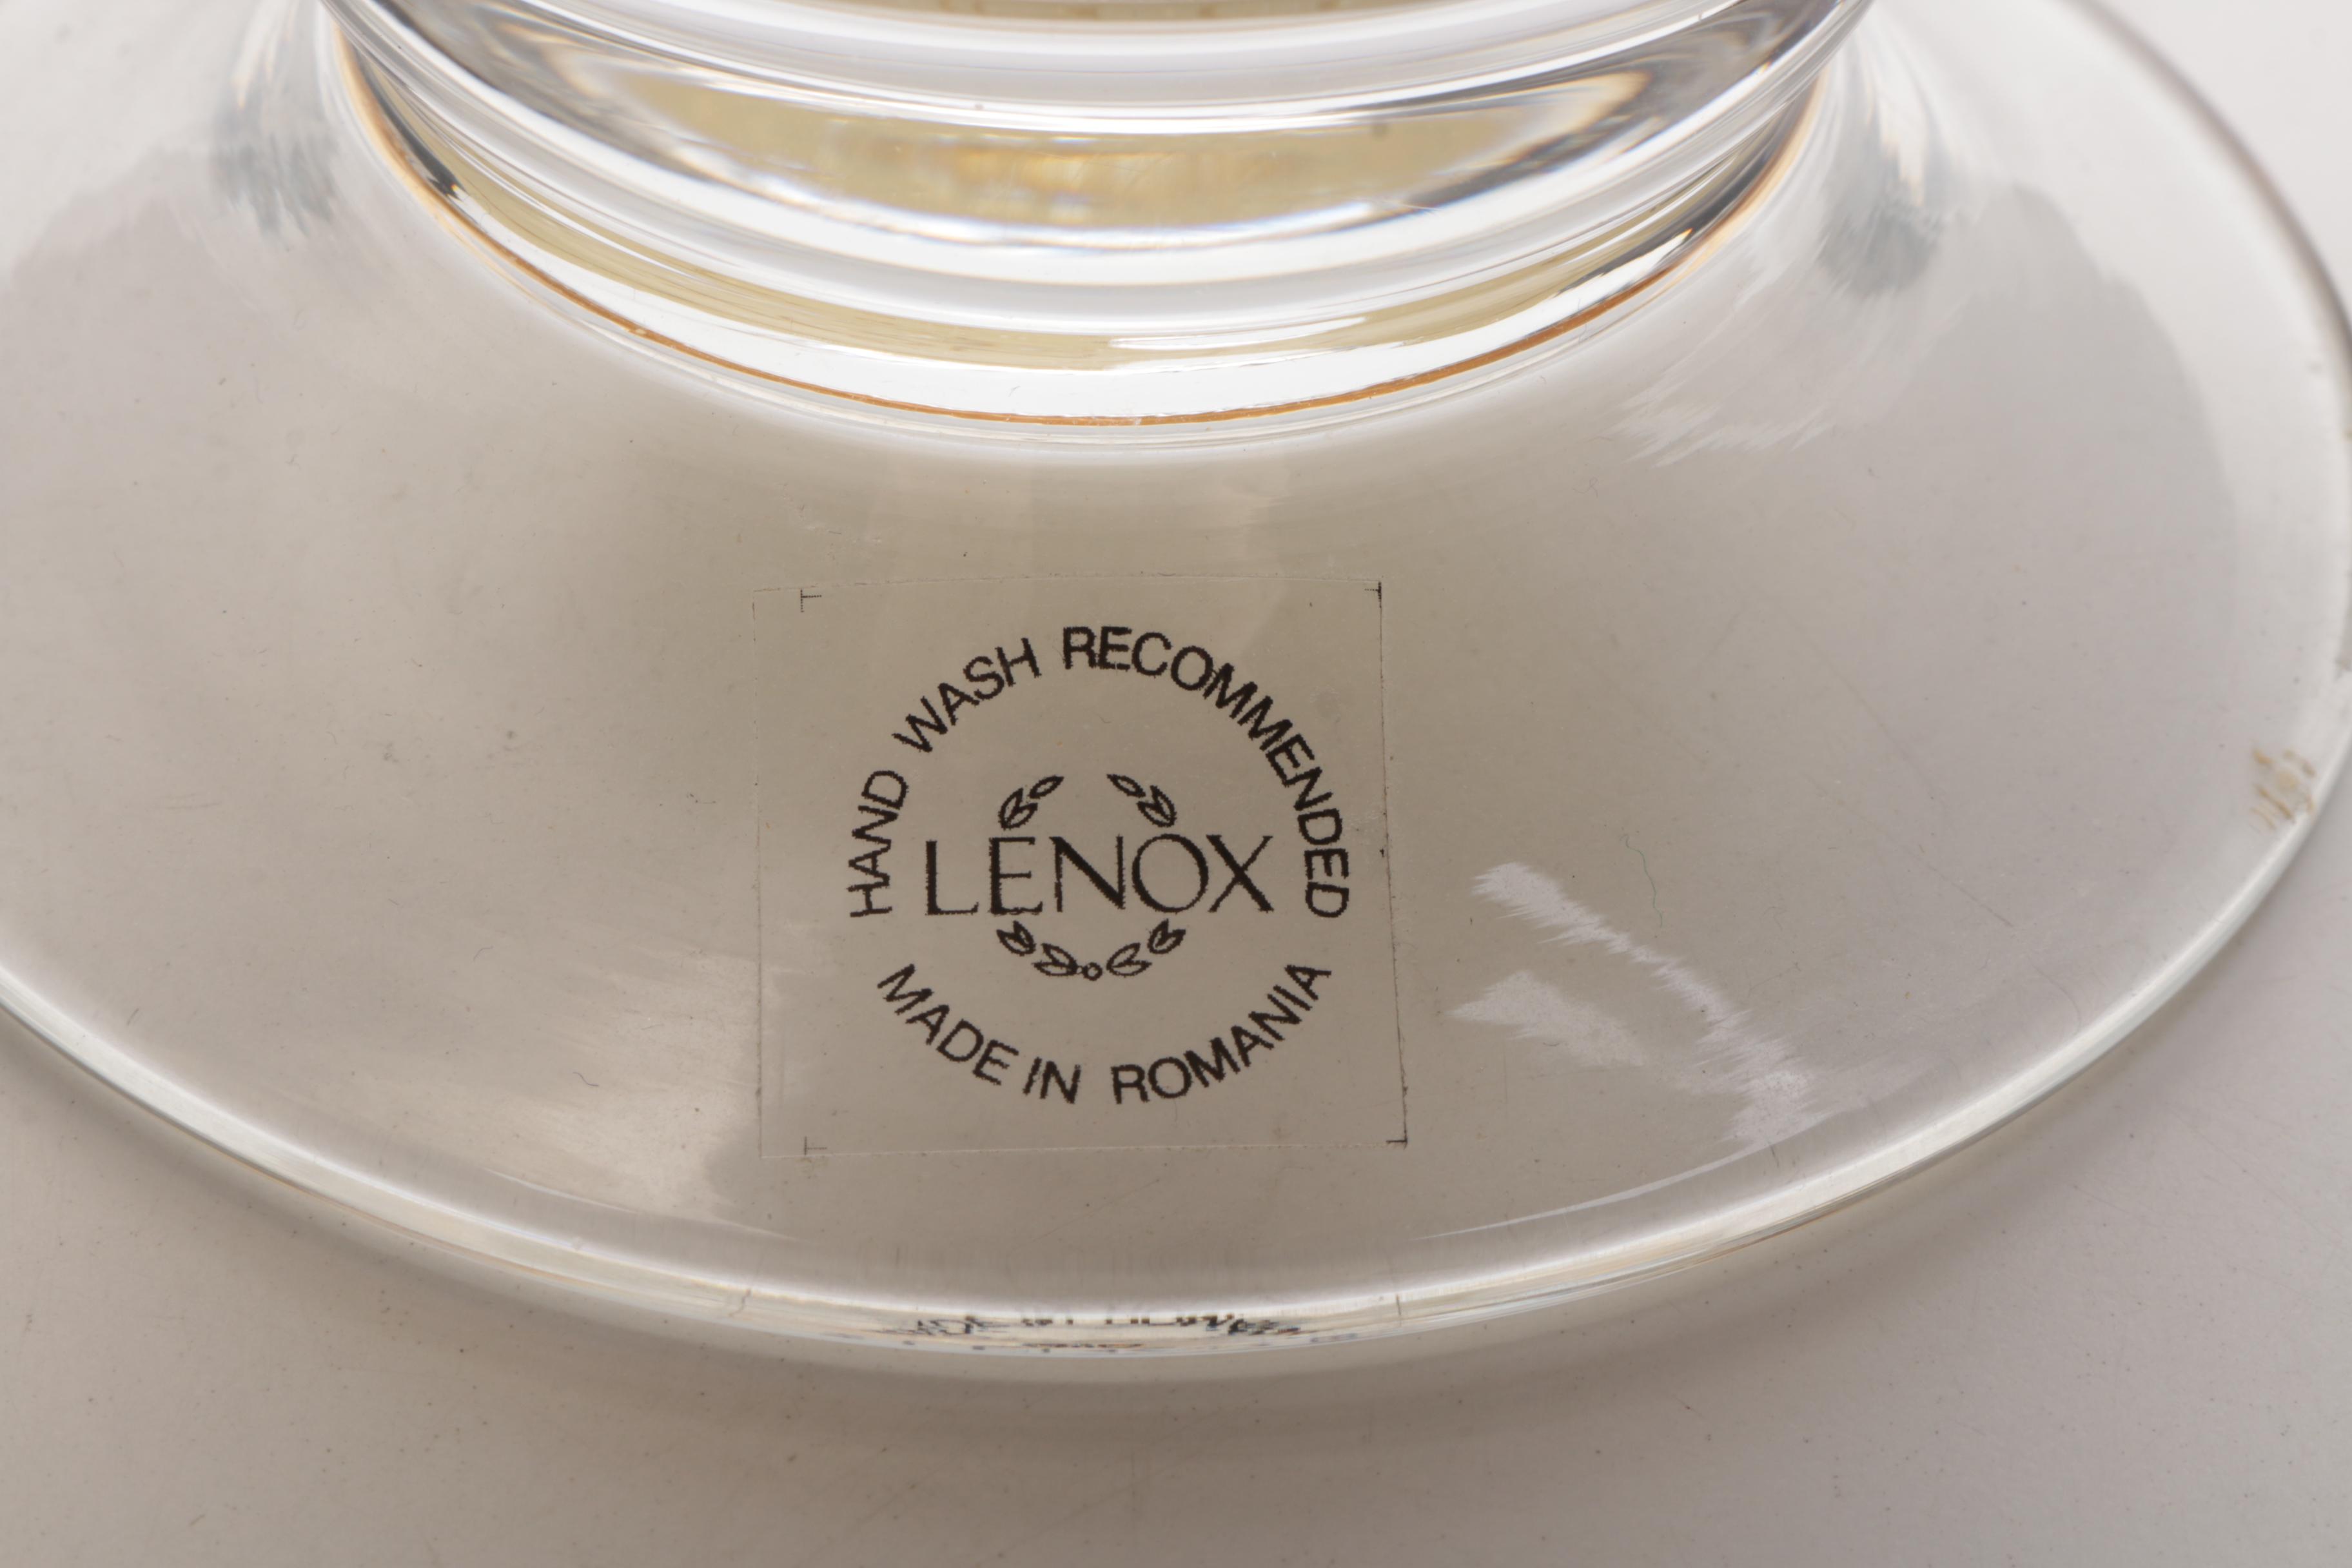 HAND WASH RECOMMENDED
LENOX
MADE IN ROMANIA